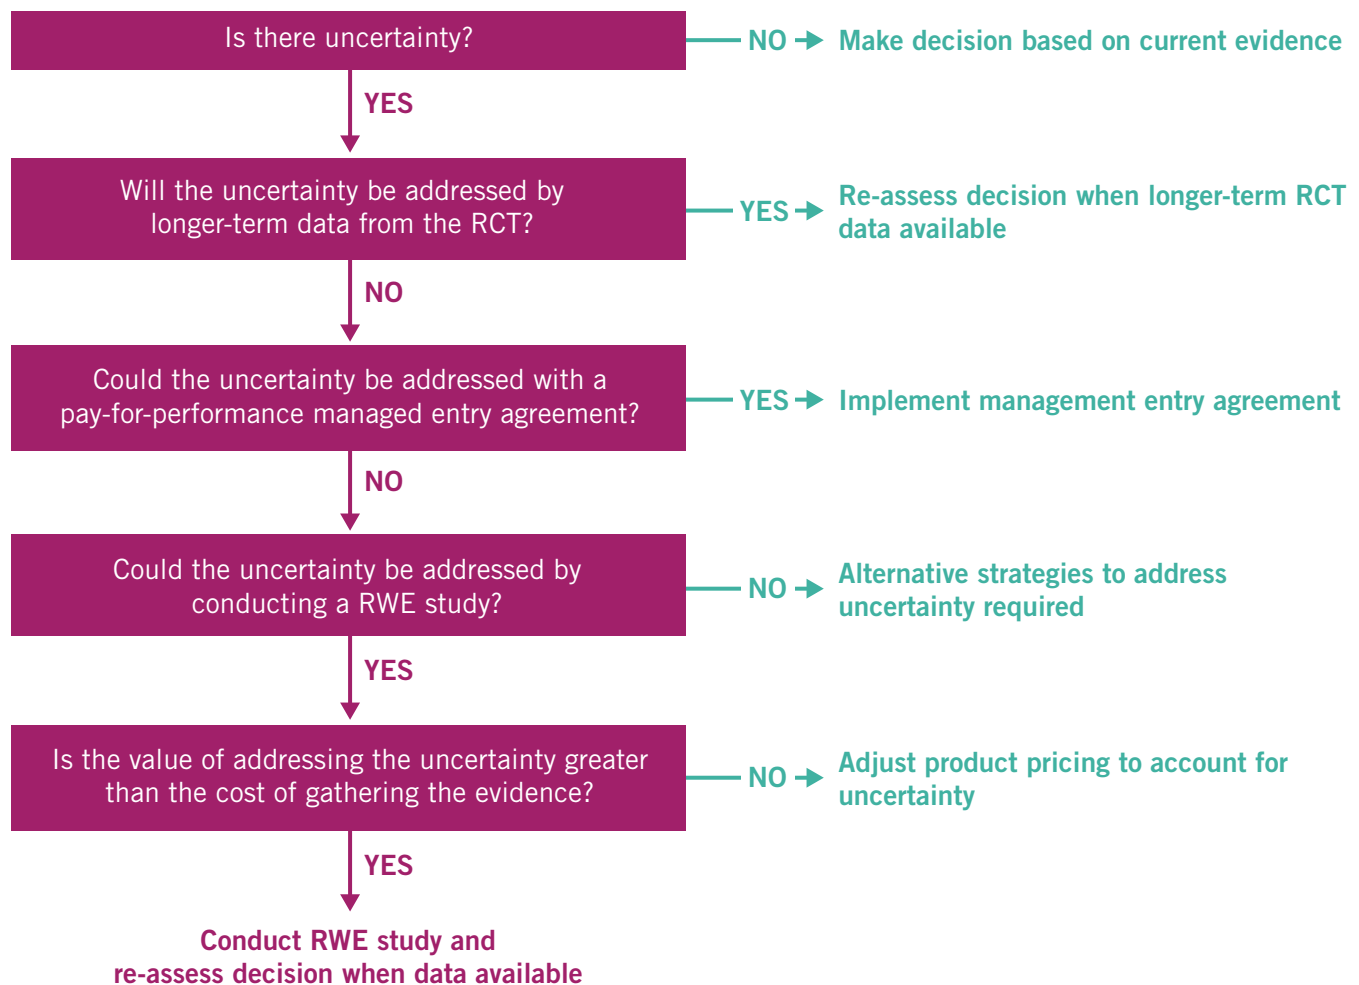 Is there uncertainty?
NO
Make decision based on current evidence
YES
Will the uncertainty be addressed by
longer-term data from the RCT?
YES
Re-assess decision when longer-term RCT
data available
NO
Could the uncertainty be addressed with a
pay-for-performance managed entry agreement?
YES
Implement management entry agreement
NO
Could the uncertainty be addressed by
conducting a RWE study?
NO
Alternative strategies to address
uncertainty required
YES
Is the value of addressing the uncertainty greater
than the cost of gathering the evidence?
NO
Adjust product pricing to account for
uncertainty
YES
Conduct RWE study and
re-assess decision when data available